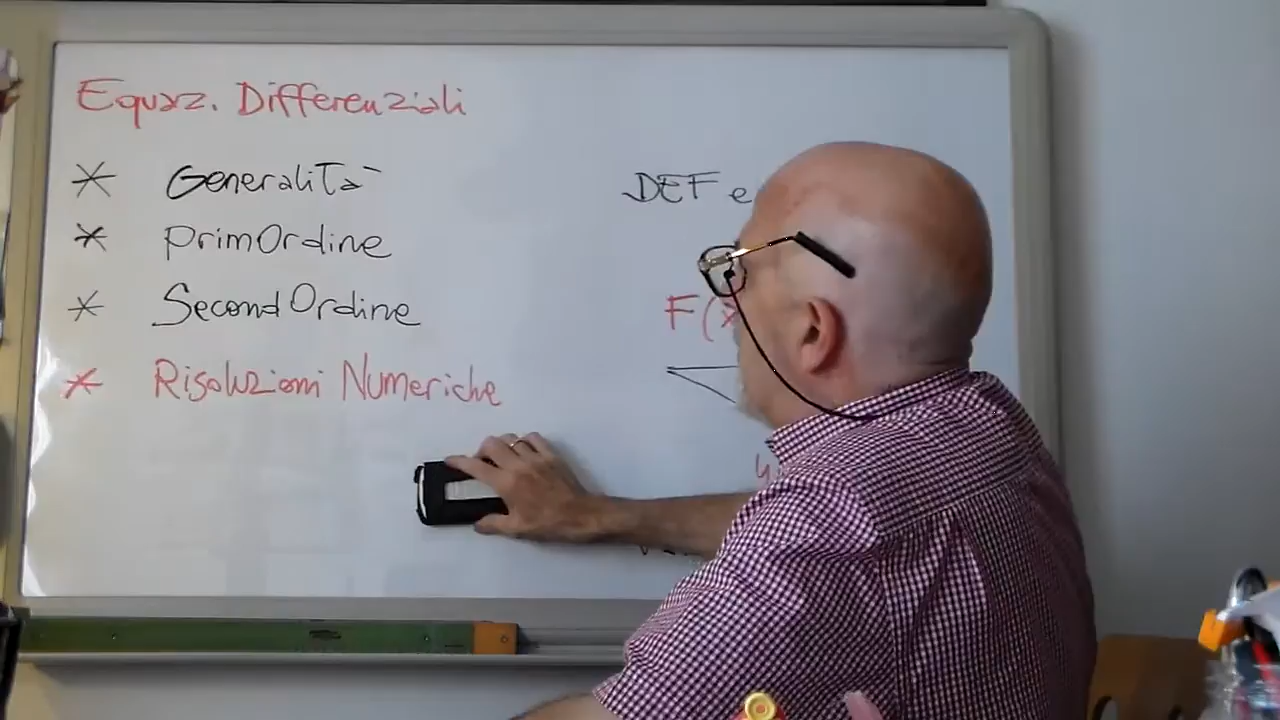 Equaz. Differenziali
* Generalità
* PrimOrdine
* SecondOrdine
* Risoluzioni Numeriche
DEF e
F(x